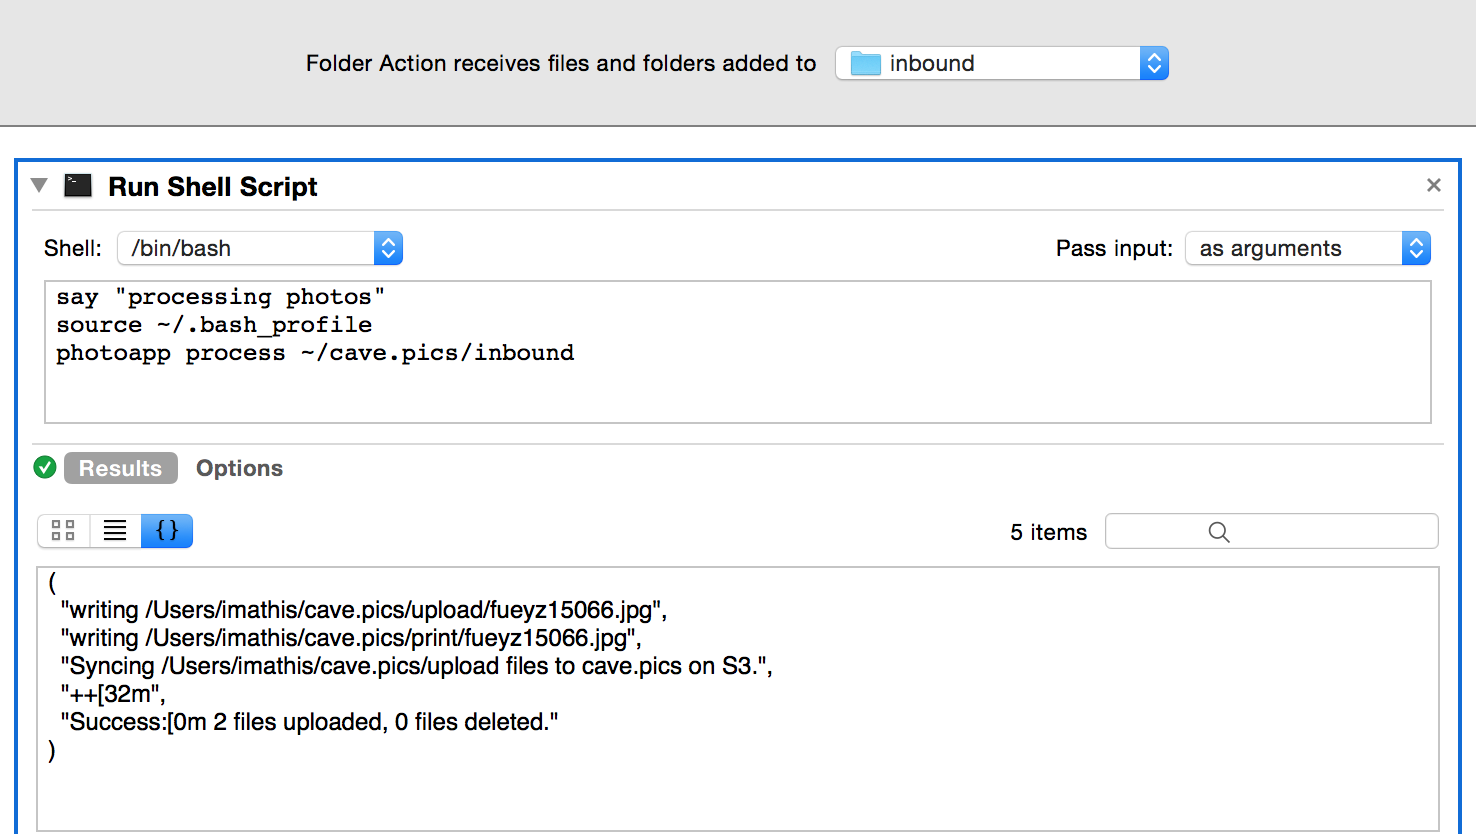 Folder Action receives files and folders added to inbound
Run Shell Script
Shell: /bin/bash Pass input: as arguments
say "processing photos"
source ~/.bash_profile
photoapp process ~/cave.pics/inbound
Results Options
{} 5 items
(
"writing /Users/imathis/cave.pics/upload/fueyz15066.jpg",
"writing /Users/imathis/cave.pics/print/fueyz15066.jpg",
"Syncing /Users/imathis/cave.pics/upload files to cave.pics on S3.",
"++[32m",
"Success:[0m 2 files uploaded, 0 files deleted."
)